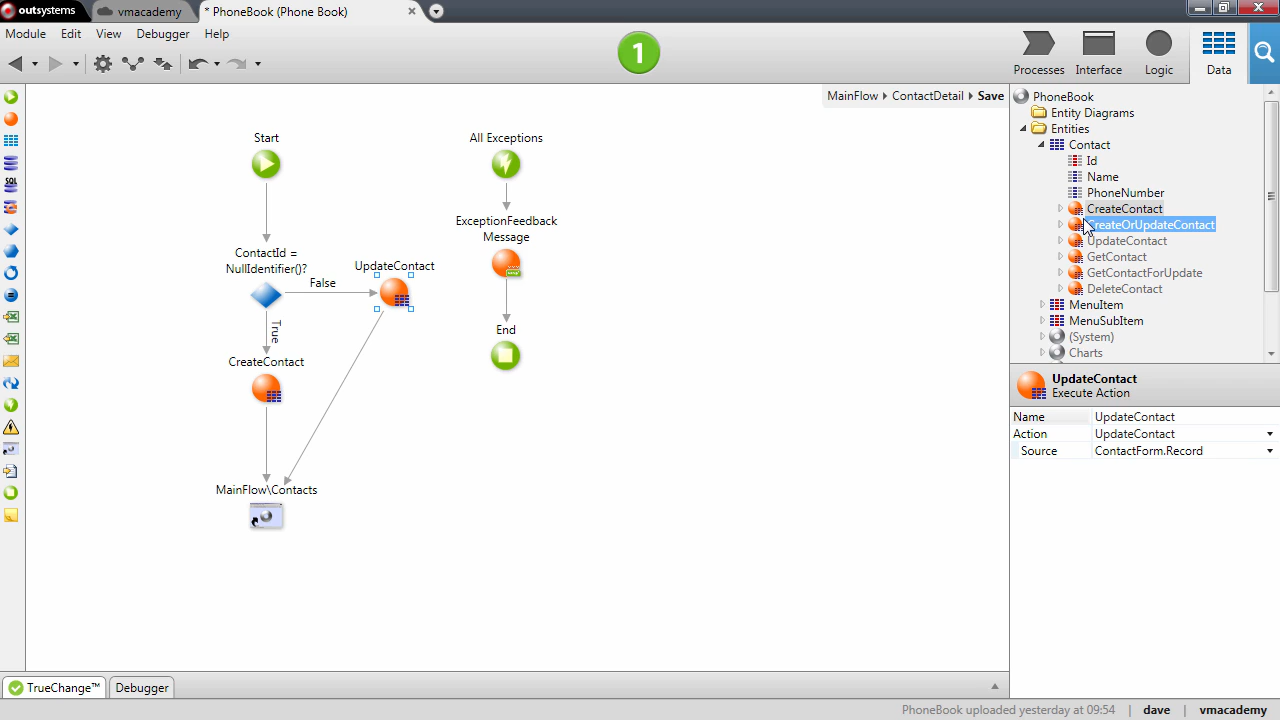 outsystems
vmacademy
* PhoneBook (Phone Book)
Module Edit View Debugger Help
1
Processes Interface Logic Data
MainFlow ContactDetail Save
PhoneBook
Entity Diagrams
Entities
Contact
Id
Name
PhoneNumber
CreateContact
CreateOrUpdateContact
UpdateContact
GetContact
GetContactForUpdate
DeleteContact
MenuItem
MenuSubItem
(System)
Charts
SQL
Start
ContactId =
NullIdentifier()?
False
True
UpdateContact
CreateContact
MainFlow\Contacts
All Exceptions
ExceptionFeedback
Message
End
UpdateContact
Execute Action
Name UpdateContact
Action UpdateContact
Source ContactForm.Record
TrueChange™ Debugger
PhoneBook uploaded yesterday at 09:54 | dave | vmacademy